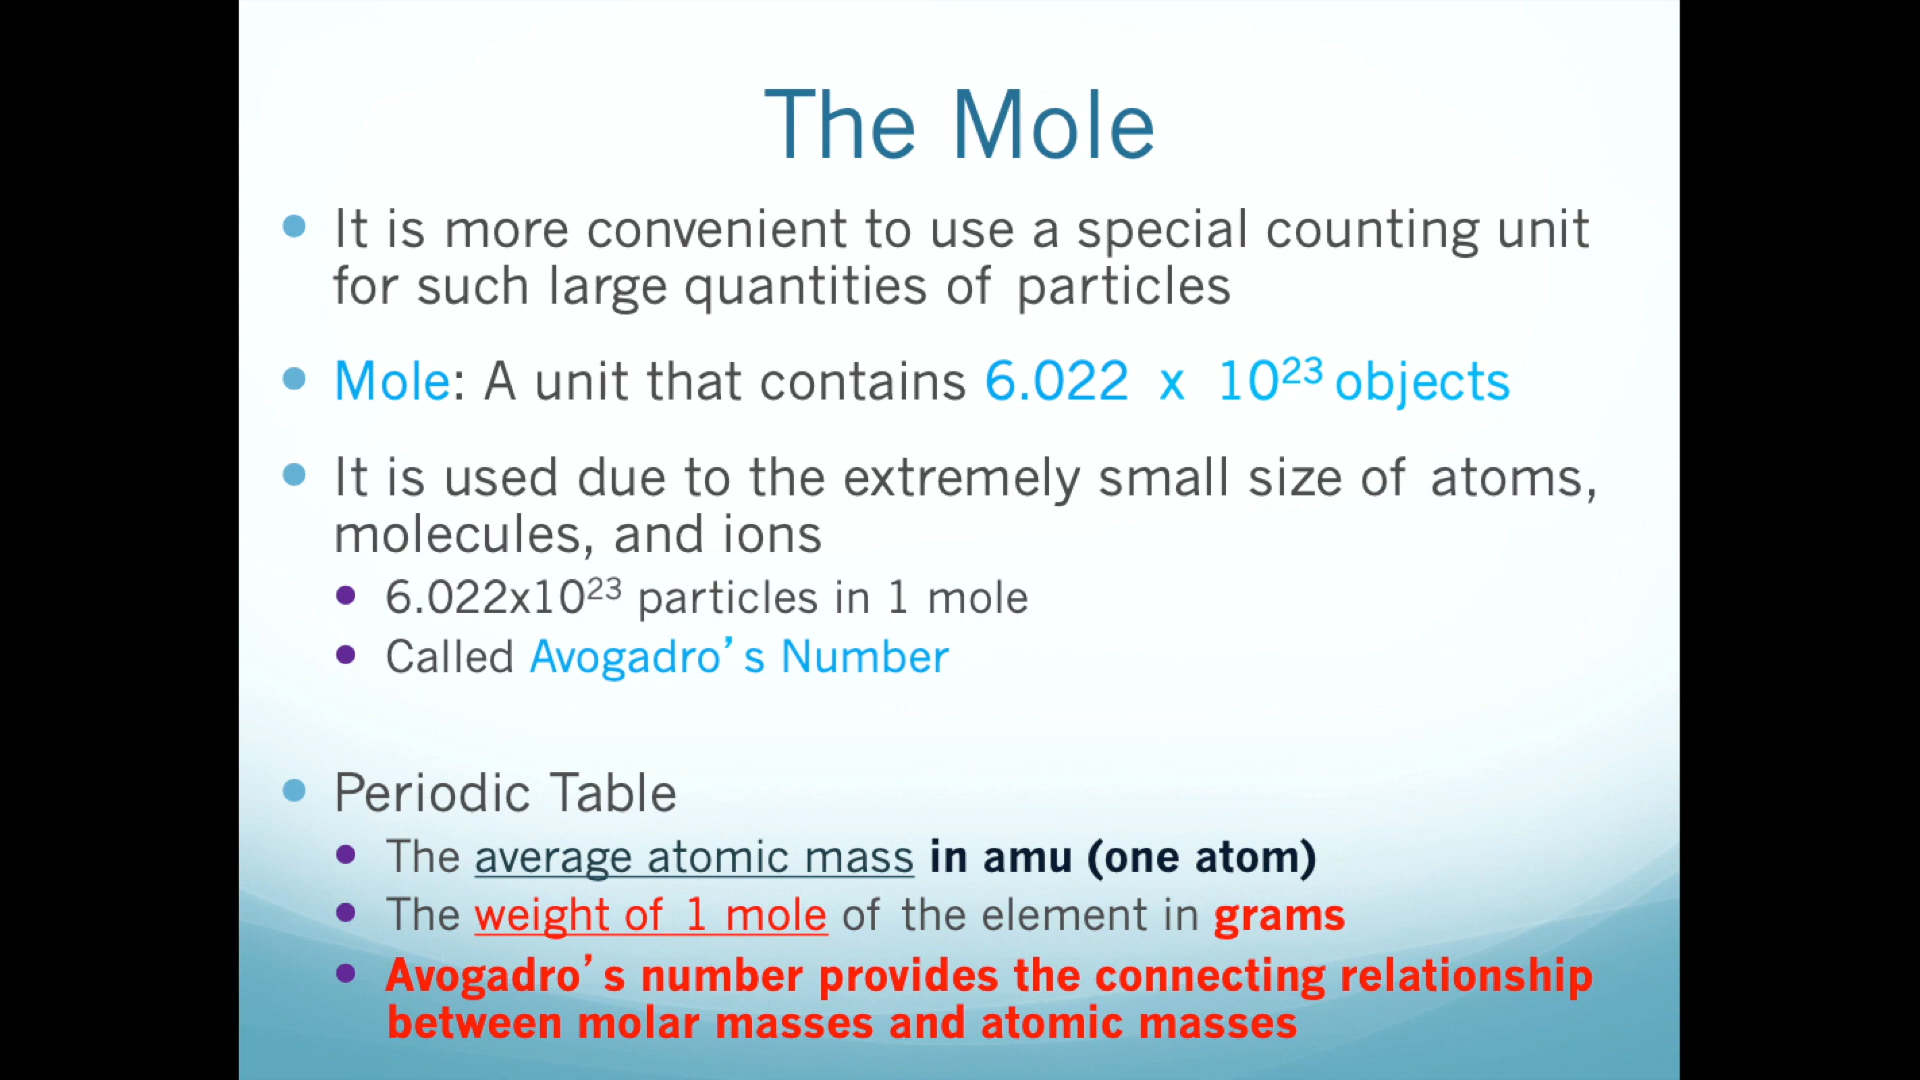 The Mole
• It is more convenient to use a special counting unit
for such large quantities of particles
• Mole: A unit that contains 6.022 x 10²³ objects
• It is used due to the extremely small size of atoms,
molecules, and ions
• 6.022x10²³ particles in 1 mole
• Called Avogadro’s Number
• Periodic Table
• The average atomic mass in amu (one atom)
• The weight of 1 mole of the element in grams
• Avogadro’s number provides the connecting relationship
between molar masses and atomic masses